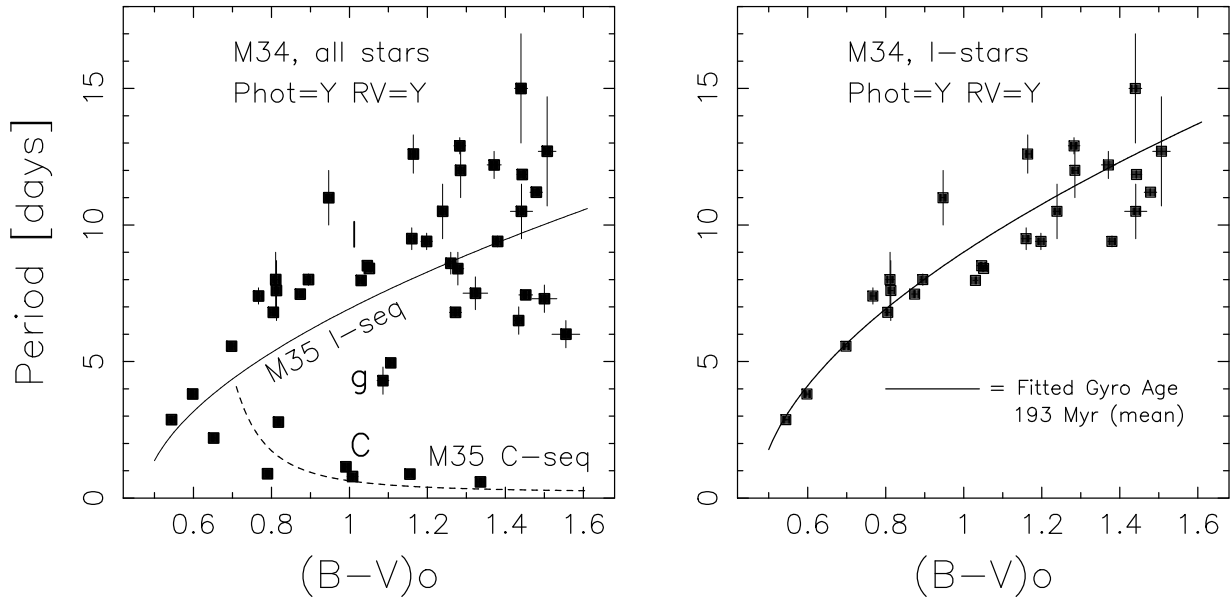 M34, all stars
Phot=Y RV=Y
Period [days]
15
10
5
0
I
M35 I-seq
g
C
M35 C-seq
0.6 0.8 1 1.2 1.4 1.6
(B-V)o
M34, I-stars
Phot=Y RV=Y
15
10
5
0
= Fitted Gyro Age
193 Myr (mean)
0.6 0.8 1 1.2 1.4 1.6
(B-V)o